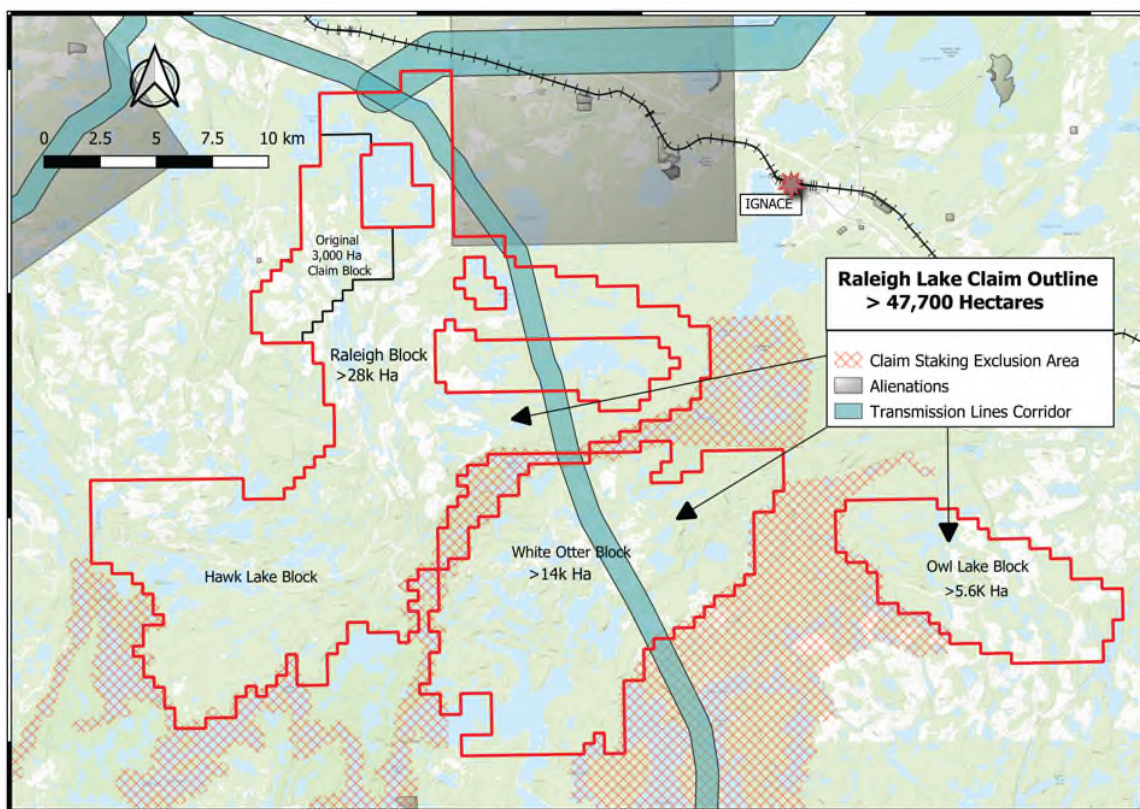 0 2.5 5 7.5 10 km
IGNACE
Original
3,000 Ha
Claim Block
Raleigh Lake Claim Outline
> 47,700 Hectares
Claim Staking Exclusion Area
Alienations
Transmission Lines Corridor
Raleigh Block
>28k Ha
White Otter Block
>14k Ha
Hawk Lake Block
Owl Lake Block
>5.6K Ha